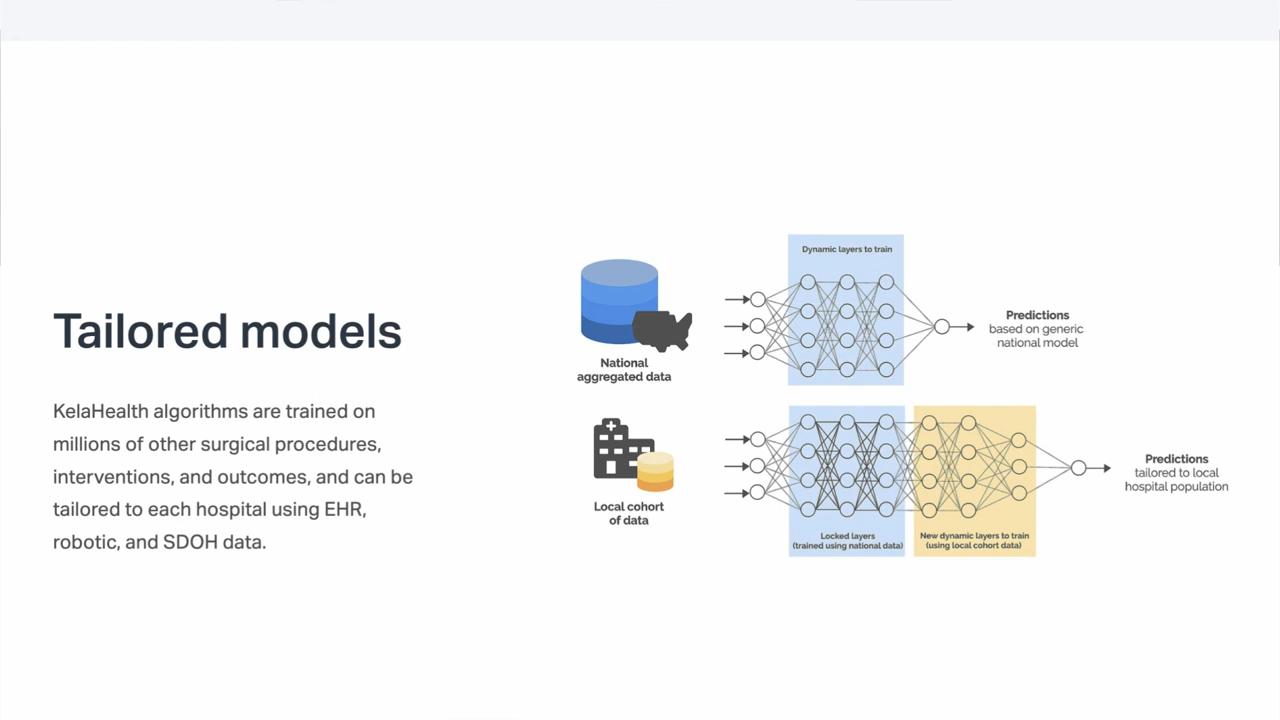 Tailored models
KelaHealth algorithms are trained on
millions of other surgical procedures,
interventions, and outcomes, and can be
tailored to each hospital using EHR,
robotic, and SDOH data.
National
aggregated data
Dynamic layers to train
Predictions
based on generic
national model
Local cohort
of data
Locked layers
(trained using national data)
New dynamic layers to train
(using local cohort data)
Predictions
tailored to local
hospital population